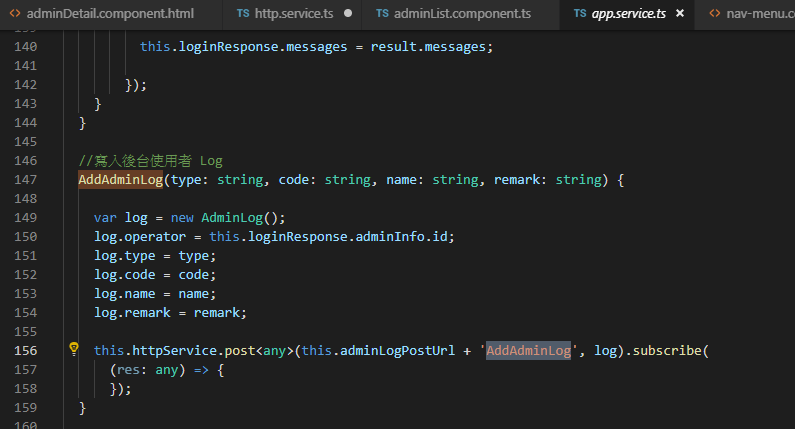 <> adminDetail.component.html TS http.service.ts ● TS adminList.component.ts TS app.service.ts × <> nav-menu.c
140 this.loginResponse.messages = result.messages;
141
142 });
143 }
144 }
145
146 //寫入後台使用者 Log
147 AddAdminLog(type: string, code: string, name: string, remark: string) {
148
149 var log = new AdminLog();
150 log.operator = this.loginResponse.adminInfo.id;
151 log.type = type;
152 log.code = code;
153 log.name = name;
154 log.remark = remark;
155
156 this.httpService.post<any>(this.adminLogPostUrl + 'AddAdminLog', log).subscribe(
157 (res: any) => {
158 });
159 }
160